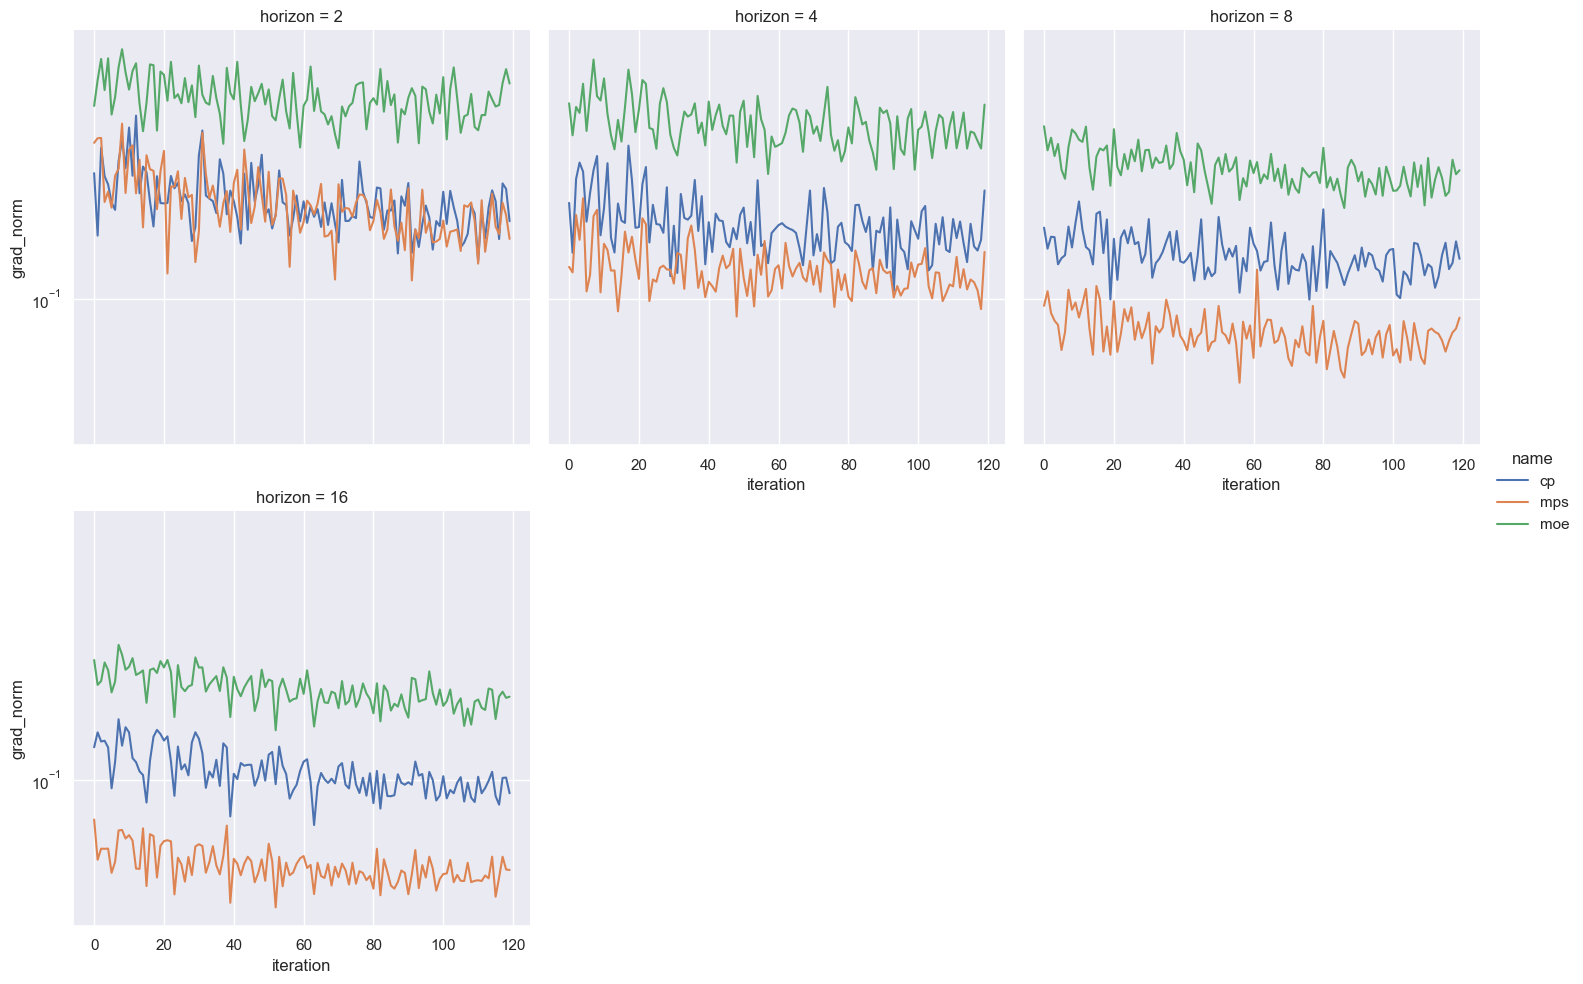 horizon = 2
horizon = 4
horizon = 8
grad_norm
10⁻¹
0 20 40 60 80 100 120
iteration
0 20 40 60 80 100 120
iteration
name
cp
mps
moe
horizon = 16
grad_norm
10⁻¹
0 20 40 60 80 100 120
iteration